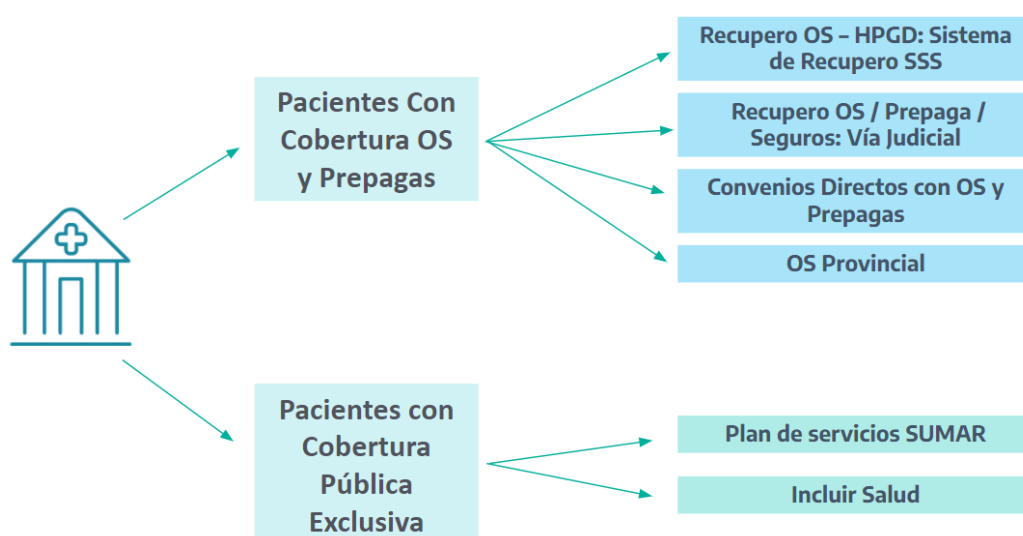 Recupero OS – HPGD: Sistema
de Recupero SSS
Pacientes Con
Cobertura OS
y Prepagas
Recupero OS / Prepaga /
Seguros: Vía Judicial
Convenios Directos con OS y
Prepagas
OS Provincial
Pacientes con
Cobertura
Pública
Exclusiva
Plan de servicios SUMAR
Incluir Salud